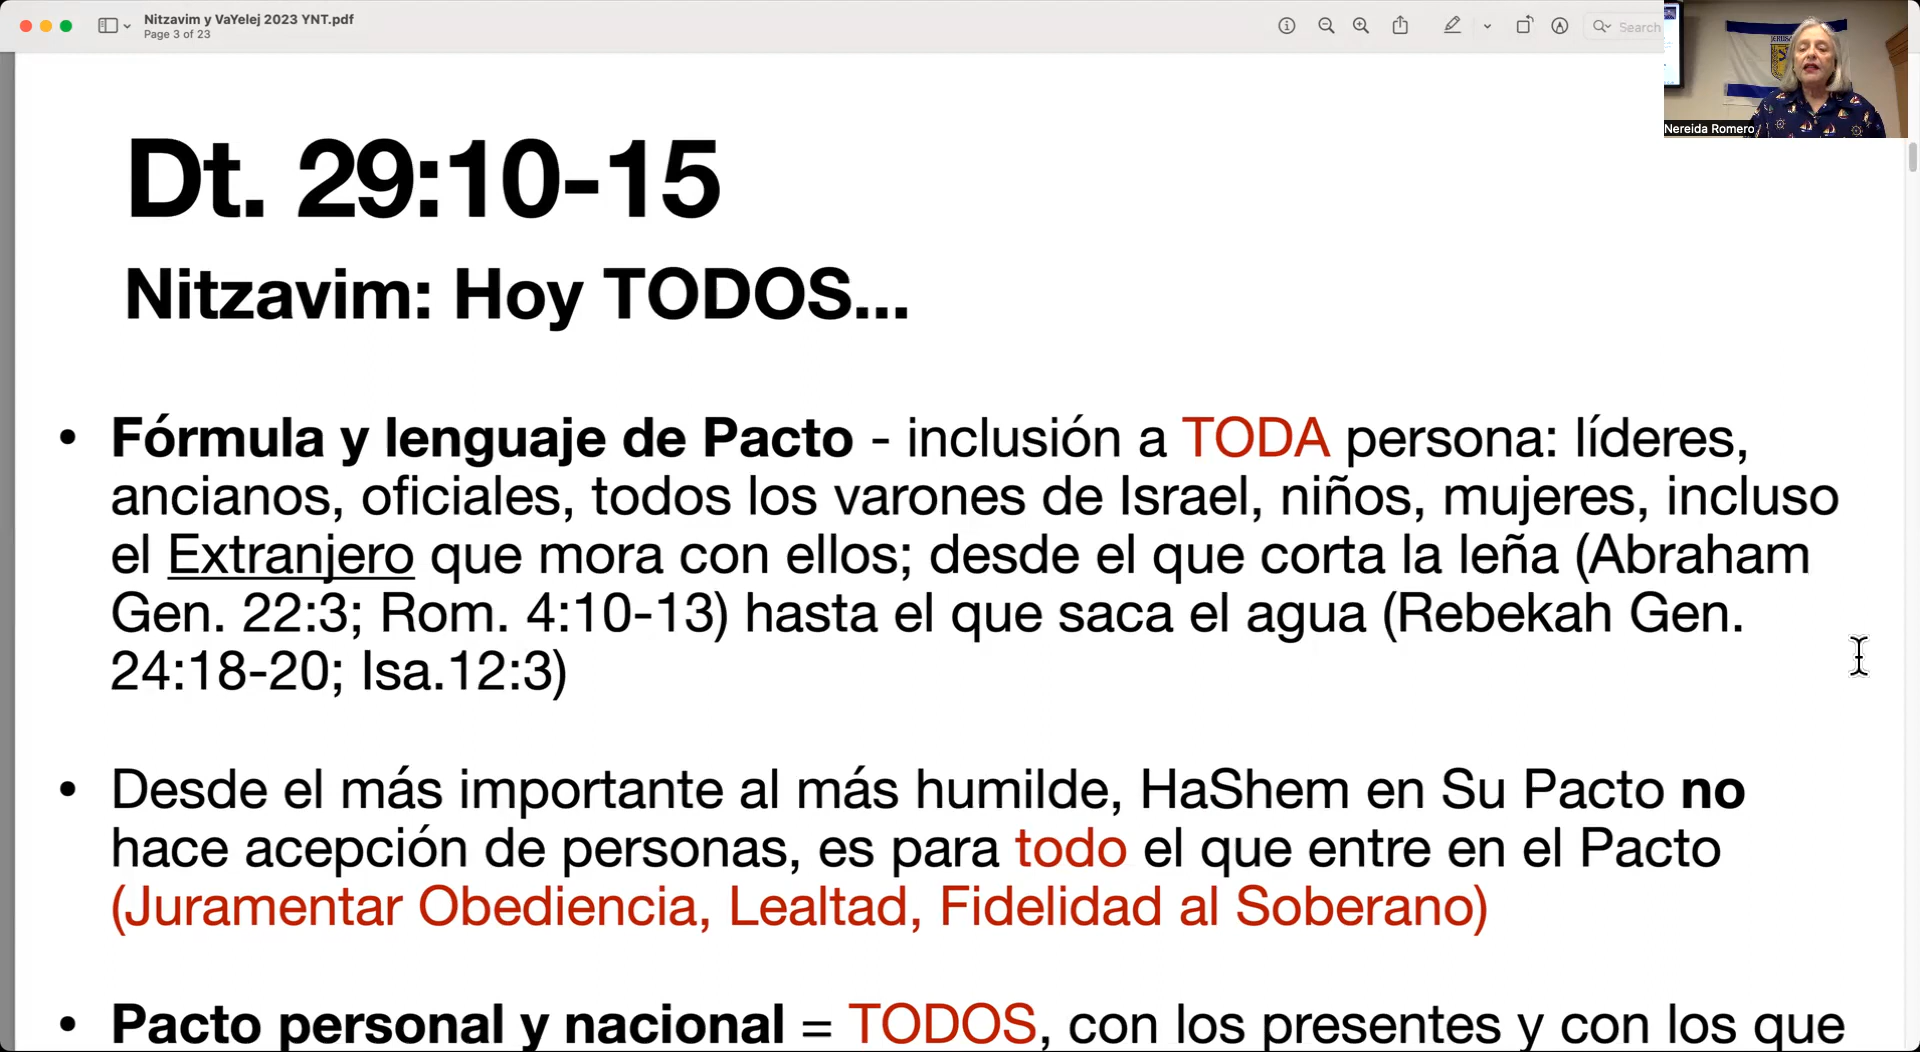 Nitzavim y VaYelej 2023 YNT.pdf
Page 3 of 23
Search
Nereida Romero
Dt. 29:10-15
Nitzavim: Hoy TODOS...
• Fórmula y lenguaje de Pacto - inclusión a TODA persona: líderes,
ancianos, oficiales, todos los varones de Israel, niños, mujeres, incluso
el Extranjero que mora con ellos; desde el que corta la leña (Abraham
Gen. 22:3; Rom. 4:10-13) hasta el que saca el agua (Rebekah Gen.
24:18-20; Isa.12:3)
• Desde el más importante al más humilde, HaShem en Su Pacto no
hace acepción de personas, es para todo el que entre en el Pacto
(Juramentar Obediencia, Lealtad, Fidelidad al Soberano)
• Pacto personal y nacional = TODOS, con los presentes y con los que